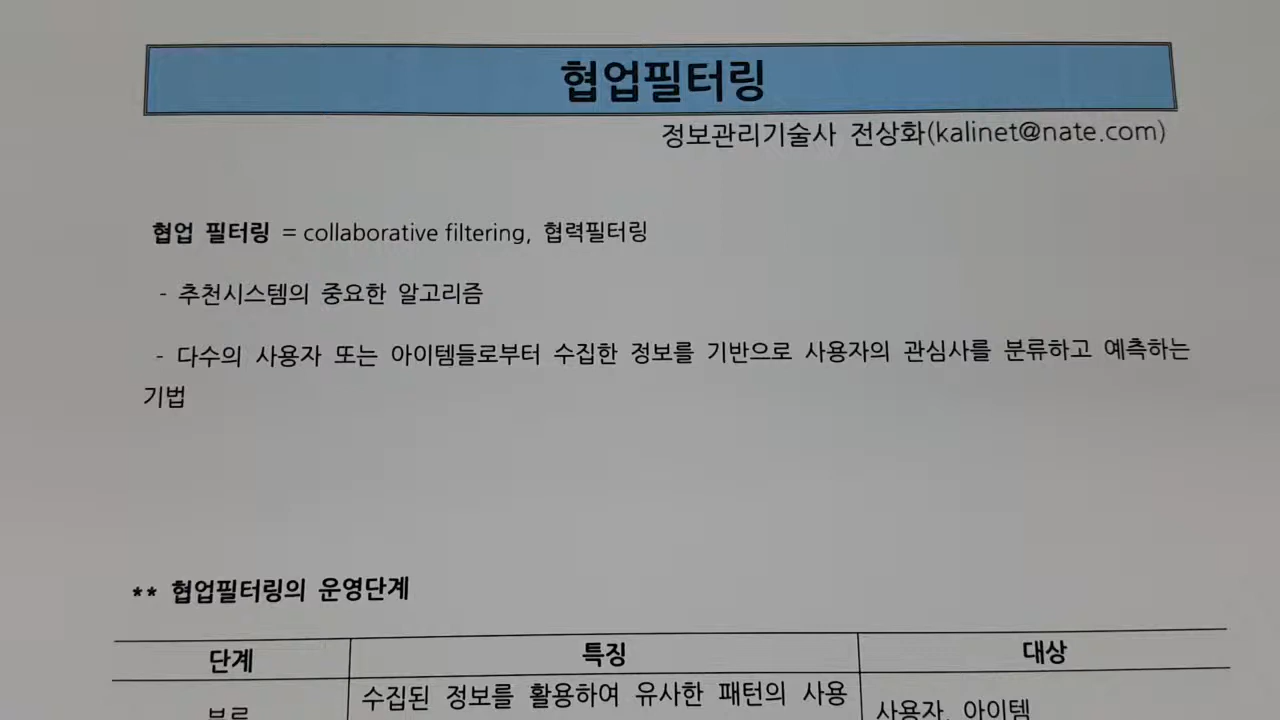 협업필터링
정보관리기술사 전상화(kalinet@nate.com)
협업 필터링 = collaborative filtering, 협력필터링
- 추천시스템의 중요한 알고리즘
- 다수의 사용자 또는 아이템들로부터 수집한 정보를 기반으로 사용자의 관심사를 분류하고 예측하는
기법
** 협업필터링의 운영단계
단계 특징 대상
수집된 정보를 활용하여 유사한 패턴의 사용
사용자, 아이템